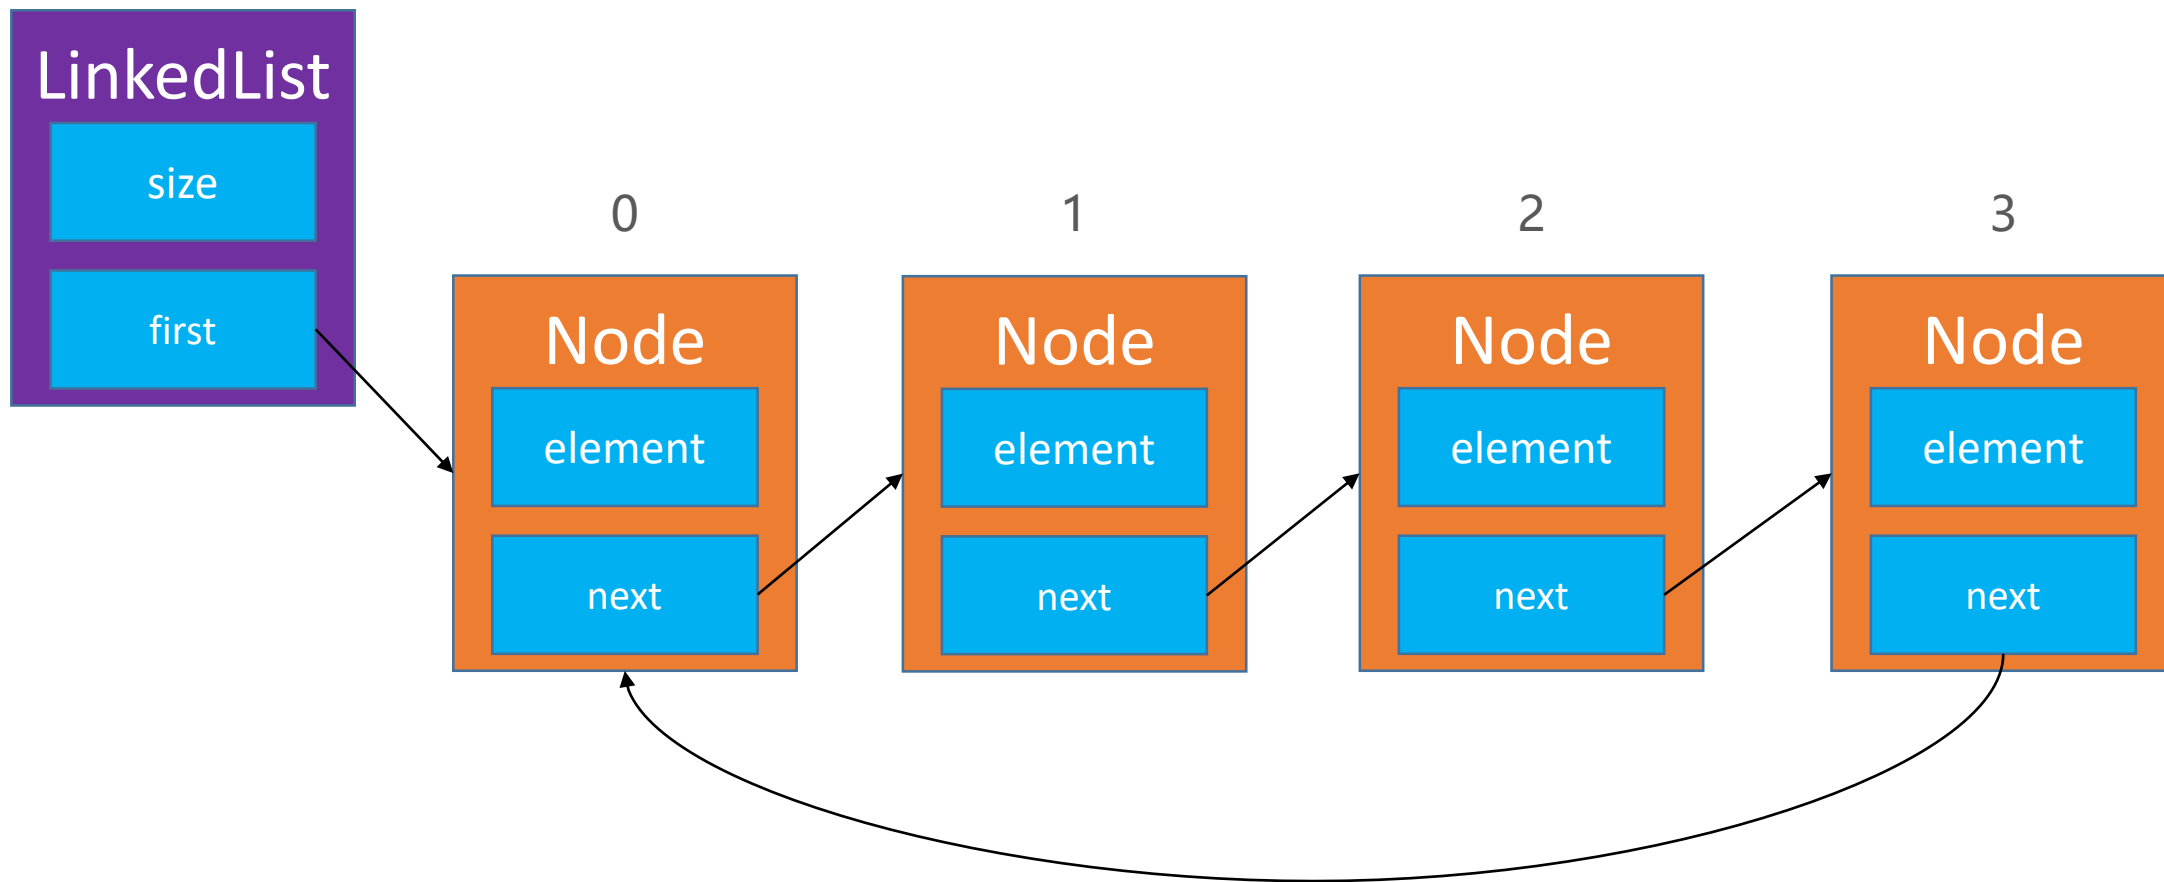 LinkedList
size
first
0
1
2
3
Node
element
next
Node
element
next
Node
element
next
Node
element
next